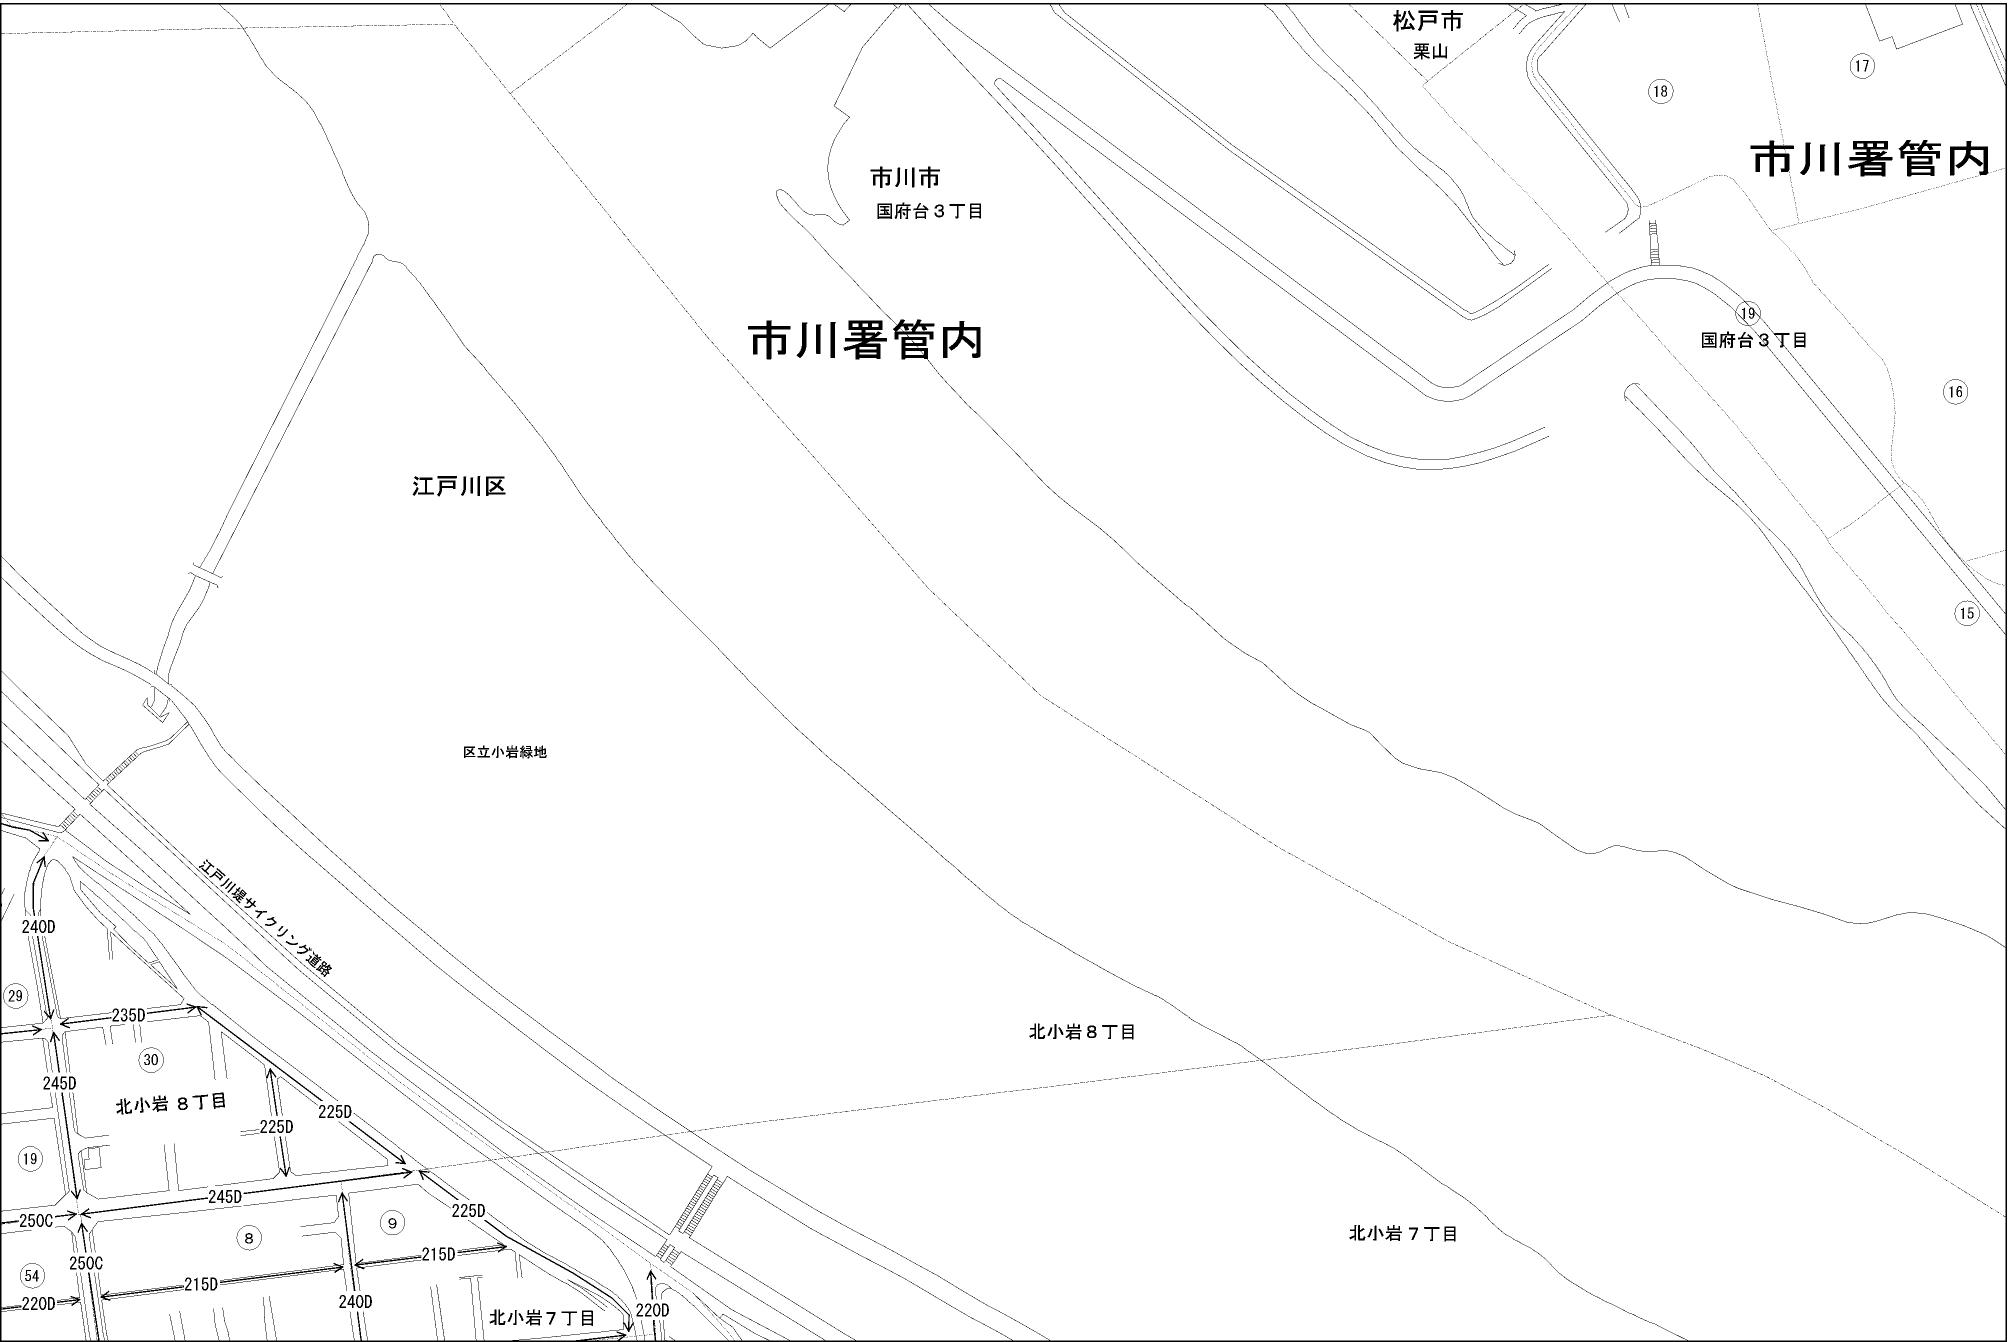 松戸市
栗山
17
18
市川署管内
市川市
国府台3丁目
19
国府台3丁目
市川署管内
16
江戸川区
15
区立小岩緑地
江戸川堤サイクリング道路
240D
29
235D
北小岩8丁目
30
245D
北小岩 8丁目
225D
225D
19
245D
225D
250C
9
8
北小岩7丁目
215D
250C
54
215D
220D
240D
220D
北小岩7丁目